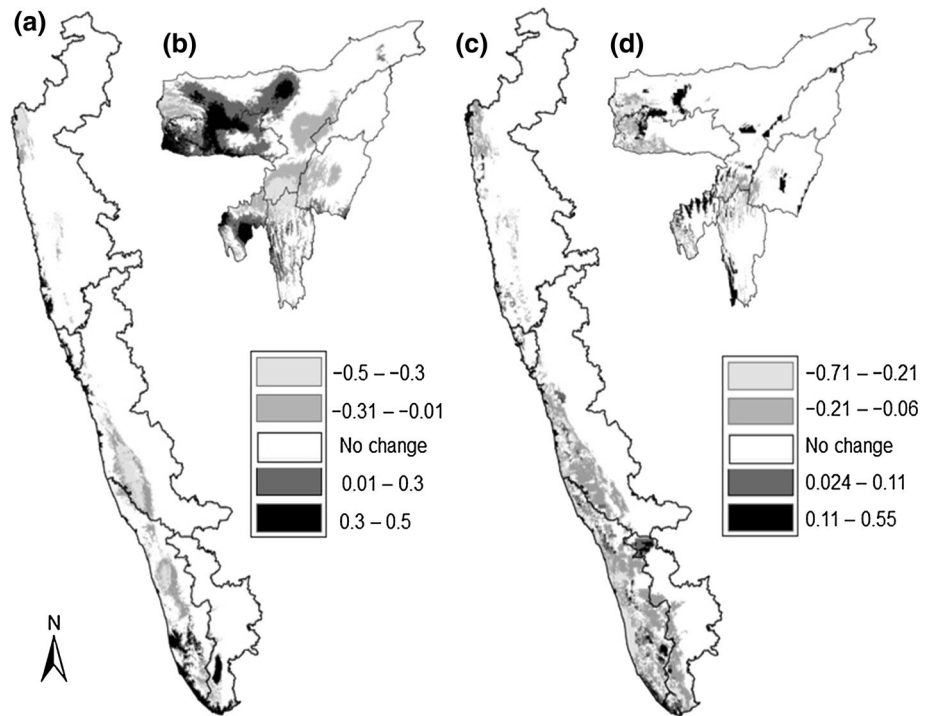 (a)
(b)
(c)
(d)
−0.5 – −0.3
−0.31 – −0.01
No change
0.01 – 0.3
0.3 – 0.5
−0.71 – −0.21
−0.21 – −0.06
No change
0.024 – 0.11
0.11 – 0.55
N